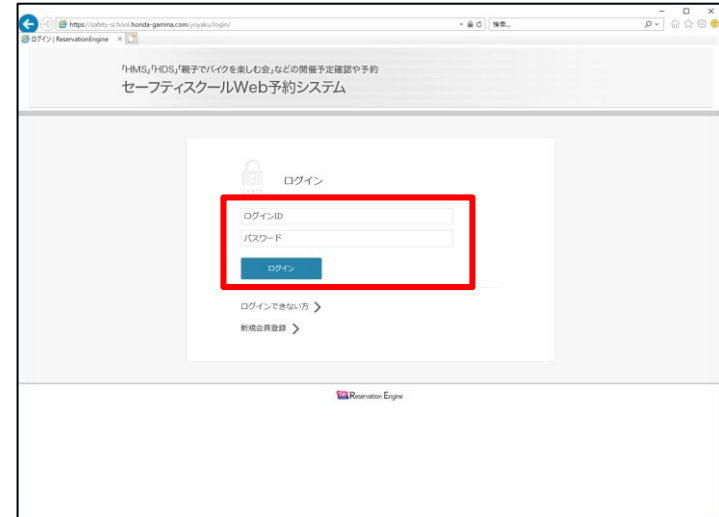 https://safety-school.honda-gamma.com/yoyaku/login/
検索...
ログイン | ReservationEngine
「HMS」「HDS」「親子でバイクを楽しむ会」などの開催予定確認や予約
セーフティスクールWeb予約システム
ログイン
ログインID
パスワード
ログイン
ログインできない方
新規会員登録
Reservation Engine